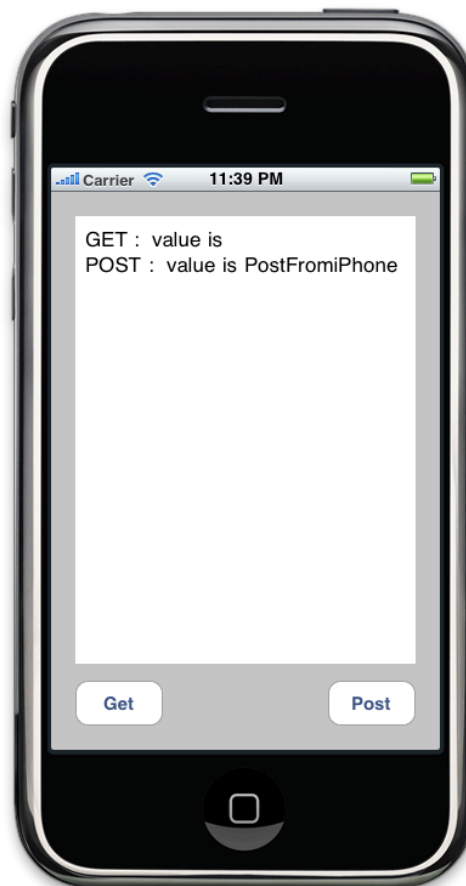 Carrier 11:39 PM
GET : value is
POST : value is PostFromiPhone
Get Post